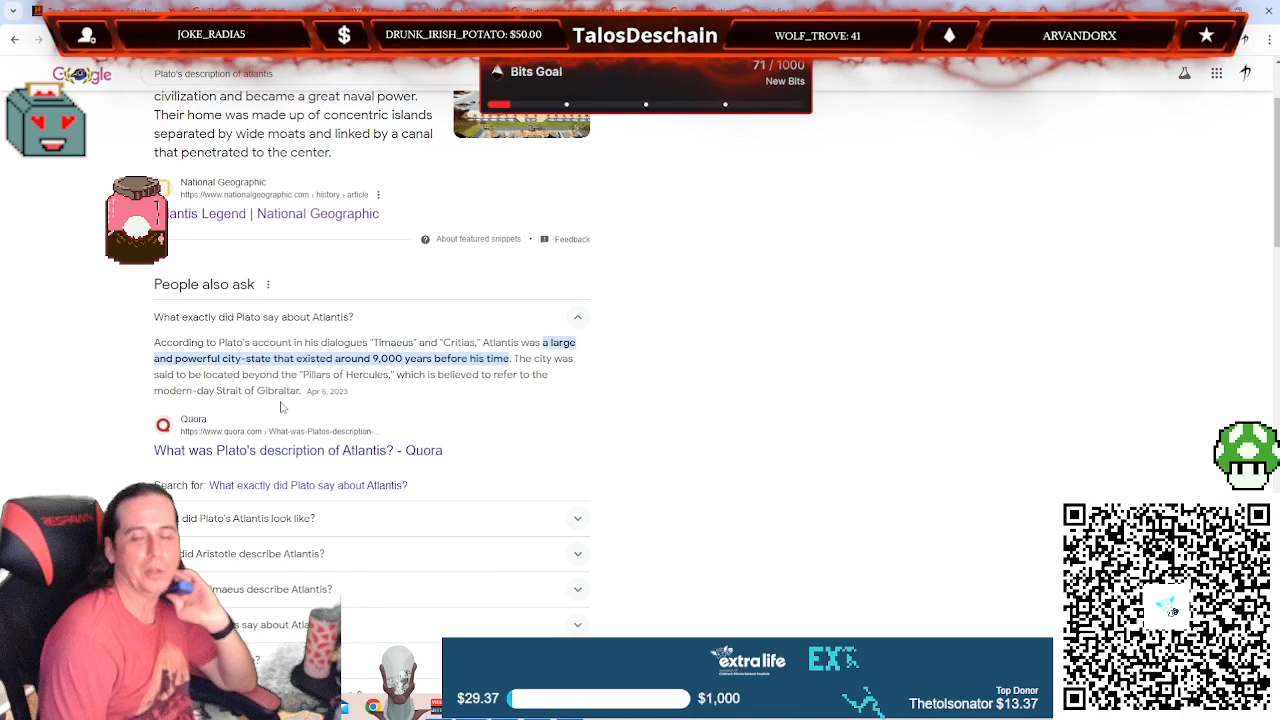 JOKE_RADIA5
DRUNK_IRISH_POTATO: $50.00
TalosDeschain
WOLF_TROVE: 41
ARVANDORX
Plato's description of atlantis
Bits Goal
71 / 1000
New Bits
civilization and became a great naval power.
Their home was made up of concentric islands
separated by wide moats and linked by a canal
that penetrated to the center.
National Geographic
https://www.nationalgeographic.com › history › article
antis Legend | National Geographic
About featured snippets • Feedback
People also ask
What exactly did Plato say about Atlantis?
According to Plato's account in his dialogues "Timaeus" and "Critias," Atlantis was a large
and powerful city-state that existed around 9,000 years before his time. The city was
said to be located beyond the "Pillars of Hercules," which is believed to refer to the
modern-day Strait of Gibraltar. Apr 5, 2023
Quora
https://www.quora.com › What-was-Platos-description-...
What was Plato's description of Atlantis? - Quora
Search for: What exactly did Plato say about Atlantis?
did Plato's Atlantis look like?
did Aristotle describe Atlantis?
maeus describe Atlantis?
s say about Atla
RESPAWN
extralife
EXT
$29.37
$1,000
Top Donor
Thetolsonator $13.37